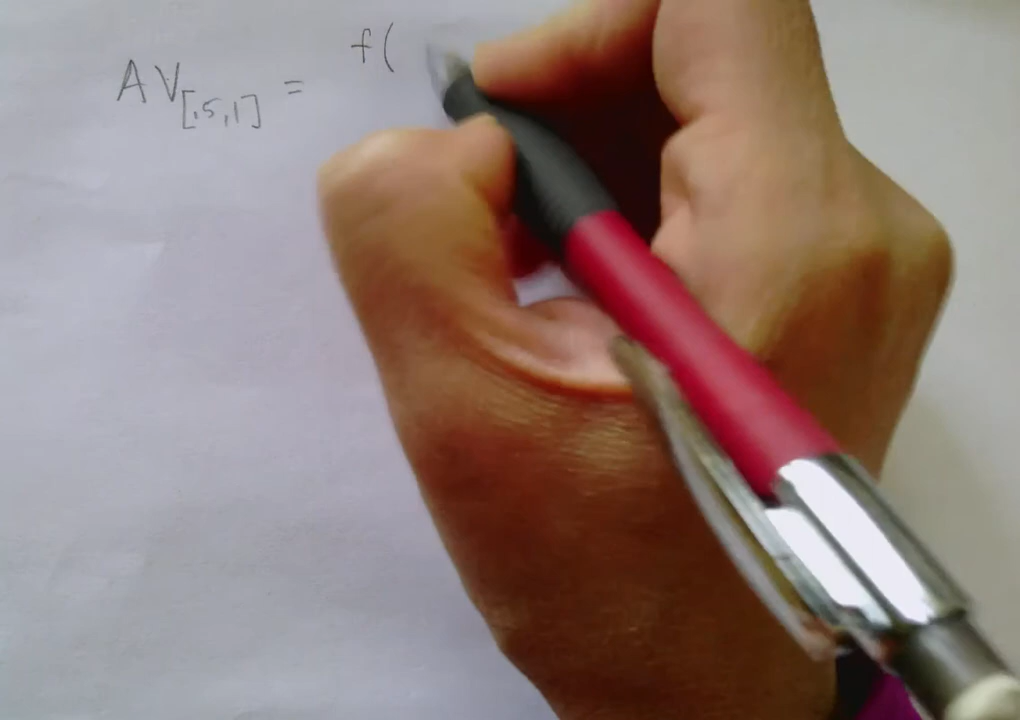 AV[.5,1] = f(